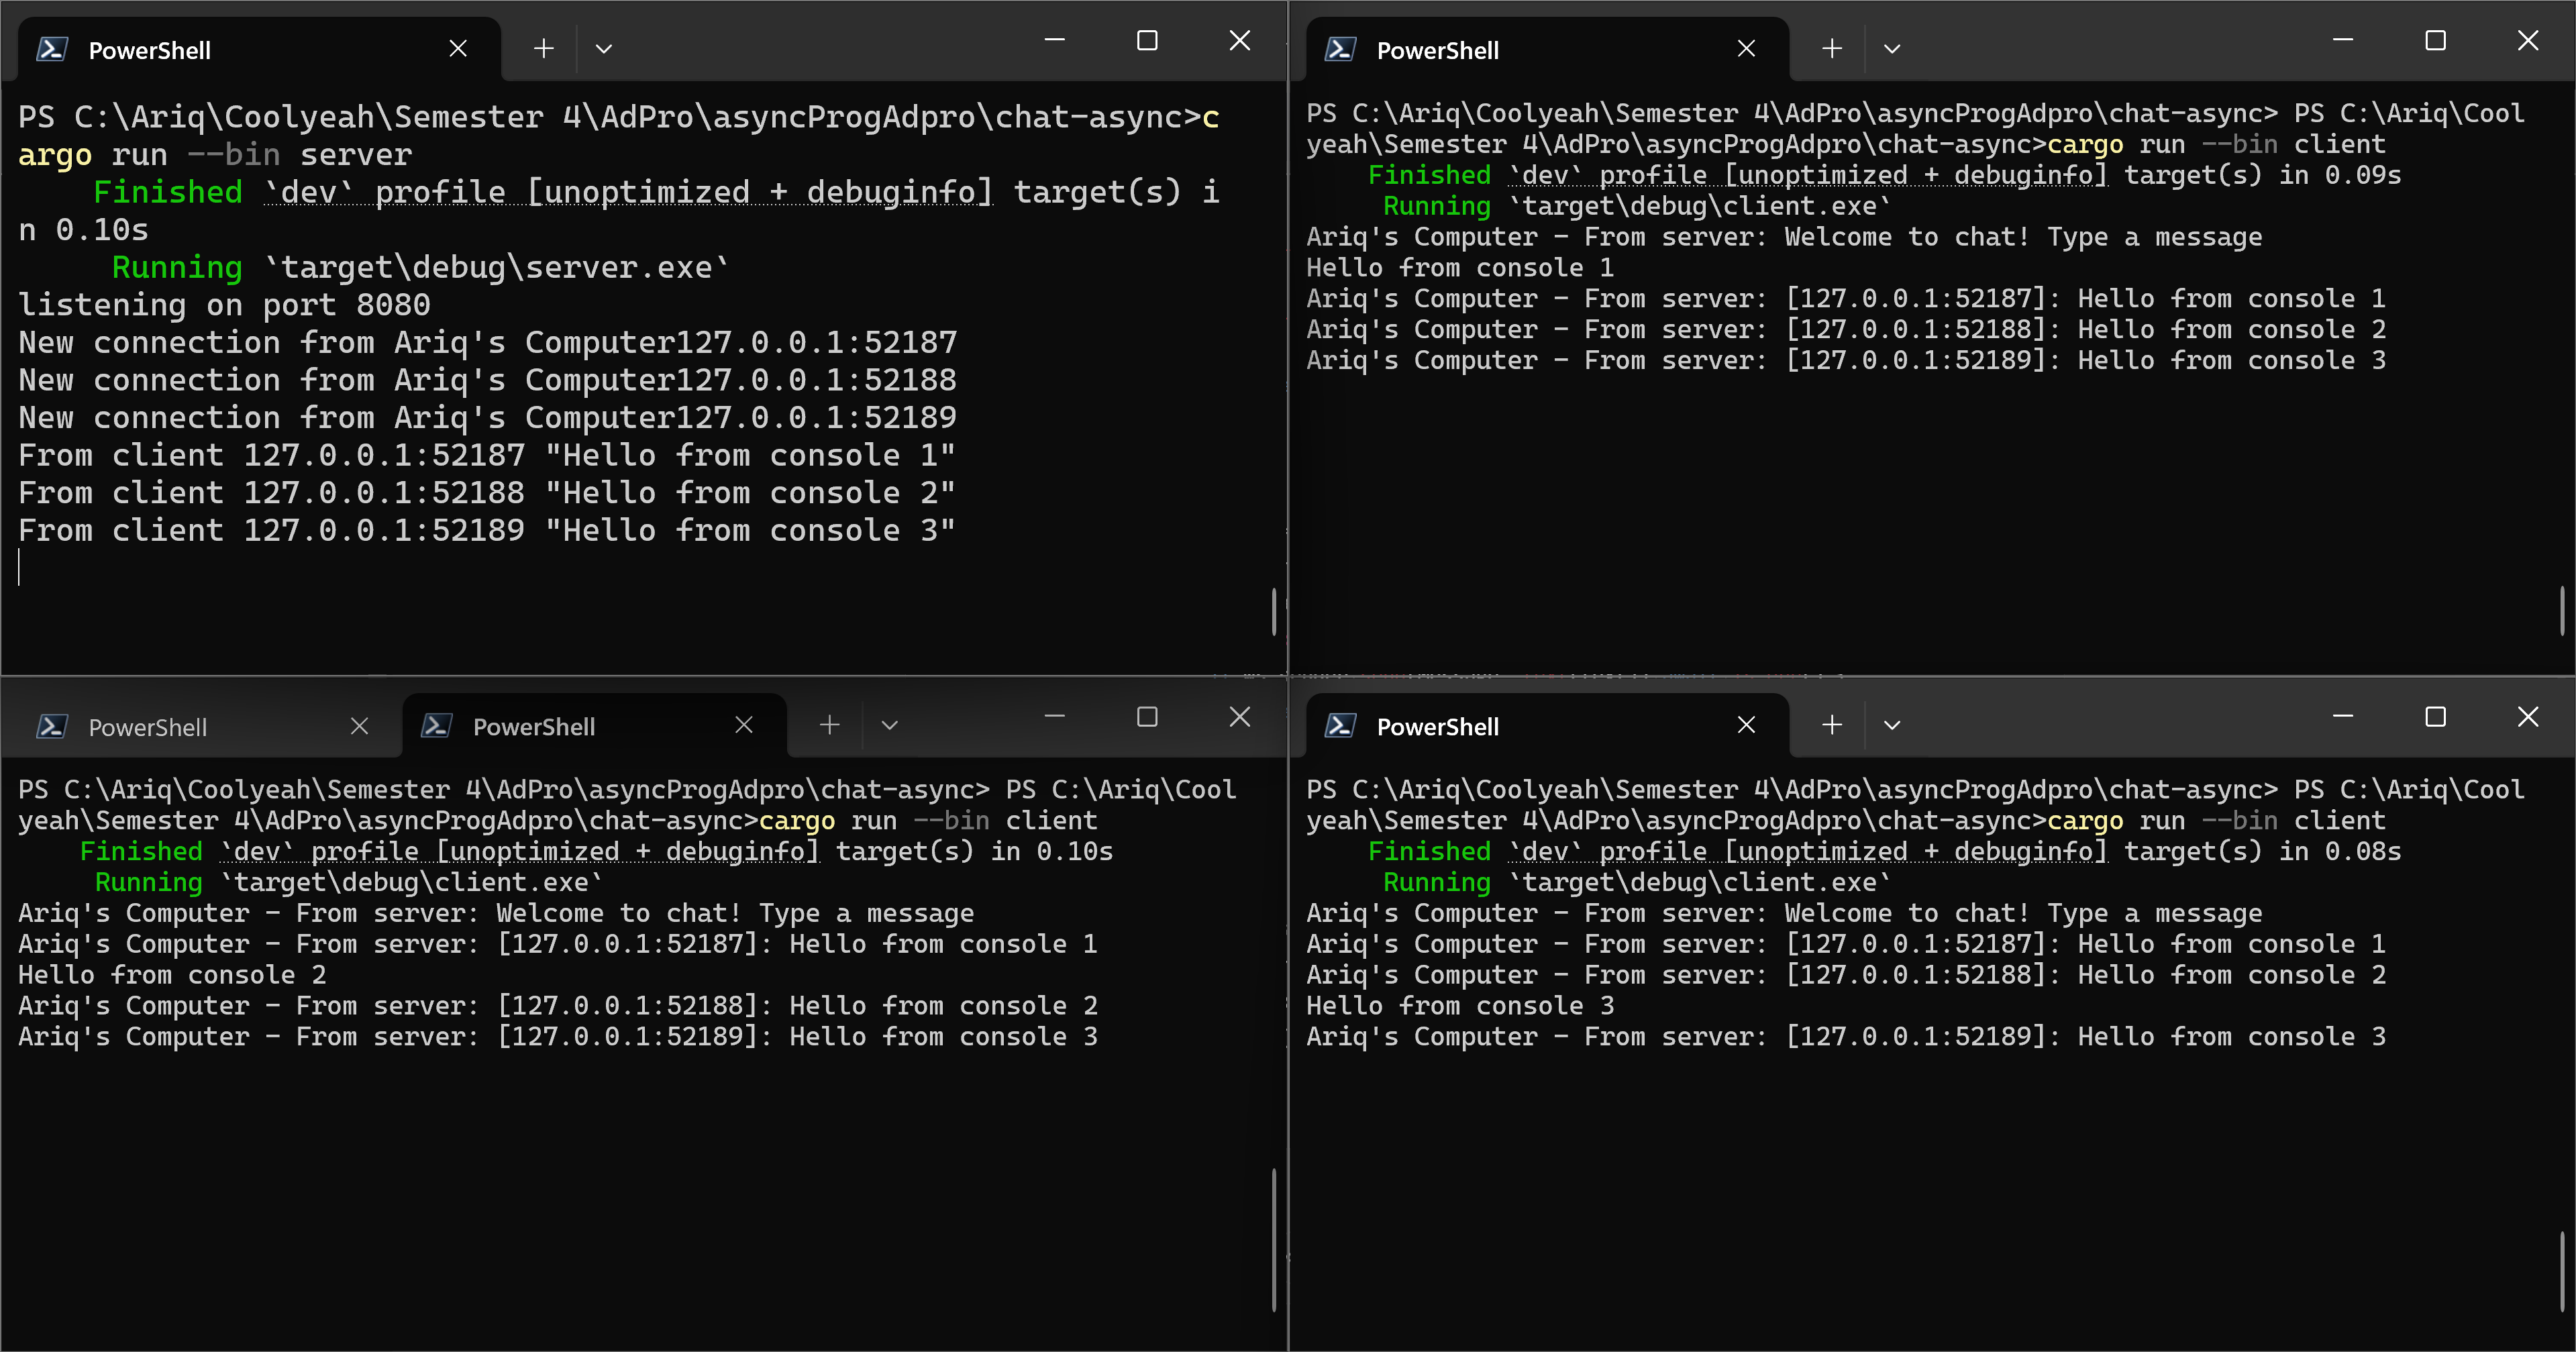 PowerShell
PS C:\Ariq\Coolyeah\Semester 4\AdPro\asyncProgAdpro\chat-async>c
argo run --bin server
Finished `dev` profile [unoptimized + debuginfo] target(s) i
n 0.10s
Running `target\debug\server.exe`
listening on port 8080
New connection from Ariq's Computer127.0.0.1:52187
New connection from Ariq's Computer127.0.0.1:52188
New connection from Ariq's Computer127.0.0.1:52189
From client 127.0.0.1:52187 "Hello from console 1"
From client 127.0.0.1:52188 "Hello from console 2"
From client 127.0.0.1:52189 "Hello from console 3"
PowerShell
PS C:\Ariq\Coolyeah\Semester 4\AdPro\asyncProgAdpro\chat-async> PS C:\Ariq\Cool
yeah\Semester 4\AdPro\asyncProgAdpro\chat-async>cargo run --bin client
Finished `dev` profile [unoptimized + debuginfo] target(s) in 0.09s
Running `target\debug\client.exe`
Ariq's Computer - From server: Welcome to chat! Type a message
Hello from console 1
Ariq's Computer - From server: [127.0.0.1:52187]: Hello from console 1
Ariq's Computer - From server: [127.0.0.1:52188]: Hello from console 2
Ariq's Computer - From server: [127.0.0.1:52189]: Hello from console 3
PowerShell
PowerShell
PS C:\Ariq\Coolyeah\Semester 4\AdPro\asyncProgAdpro\chat-async> PS C:\Ariq\Cool
yeah\Semester 4\AdPro\asyncProgAdpro\chat-async>cargo run --bin client
Finished `dev` profile [unoptimized + debuginfo] target(s) in 0.10s
Running `target\debug\client.exe`
Ariq's Computer - From server: Welcome to chat! Type a message
Ariq's Computer - From server: [127.0.0.1:52187]: Hello from console 1
Hello from console 2
Ariq's Computer - From server: [127.0.0.1:52188]: Hello from console 2
Ariq's Computer - From server: [127.0.0.1:52189]: Hello from console 3
PowerShell
PS C:\Ariq\Coolyeah\Semester 4\AdPro\asyncProgAdpro\chat-async> PS C:\Ariq\Cool
yeah\Semester 4\AdPro\asyncProgAdpro\chat-async>cargo run --bin client
Finished `dev` profile [unoptimized + debuginfo] target(s) in 0.08s
Running `target\debug\client.exe`
Ariq's Computer - From server: Welcome to chat! Type a message
Ariq's Computer - From server: [127.0.0.1:52187]: Hello from console 1
Ariq's Computer - From server: [127.0.0.1:52188]: Hello from console 2
Hello from console 3
Ariq's Computer - From server: [127.0.0.1:52189]: Hello from console 3